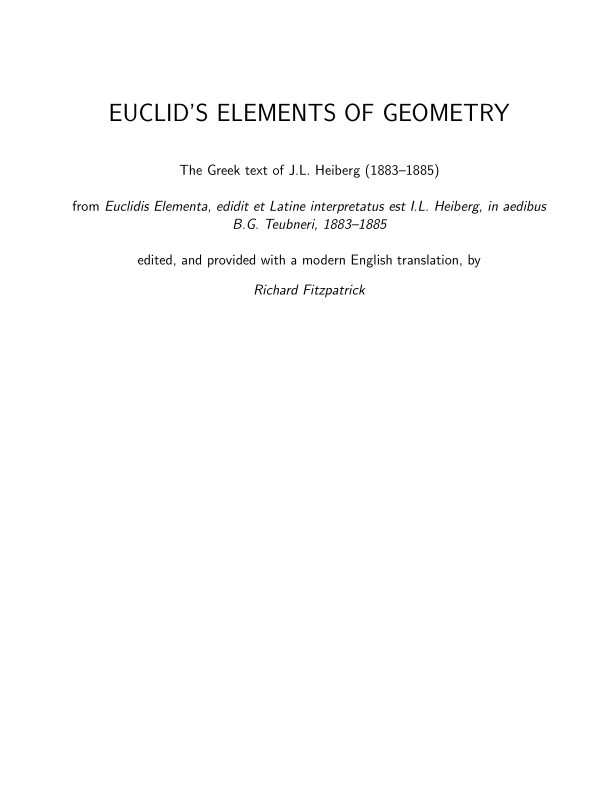 EUCLID'S ELEMENTS OF GEOMETRY
The Greek text of J.L. Heiberg (1883–1885)
from Euclidis Elementa, edidit et Latine interpretatus est I.L. Heiberg, in aedibus
B.G. Teubneri, 1883–1885
edited, and provided with a modern English translation, by
Richard Fitzpatrick